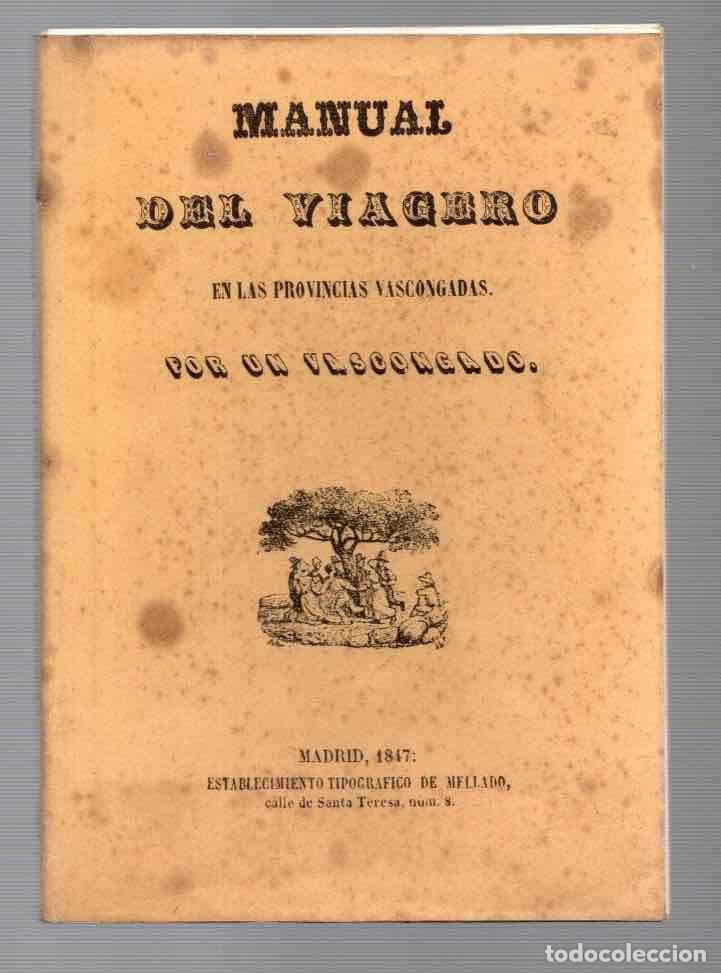 MANUAL
DEL VIAGERO
EN LAS PROVINCIAS VASCONGADAS.
POR UN VASCONGADO.
MADRID, 1847:
ESTABLECIMIENTO TIPOGRAFICO DE MELLADO,
calle de Santa Teresa, núm. 8.
todocoleccion